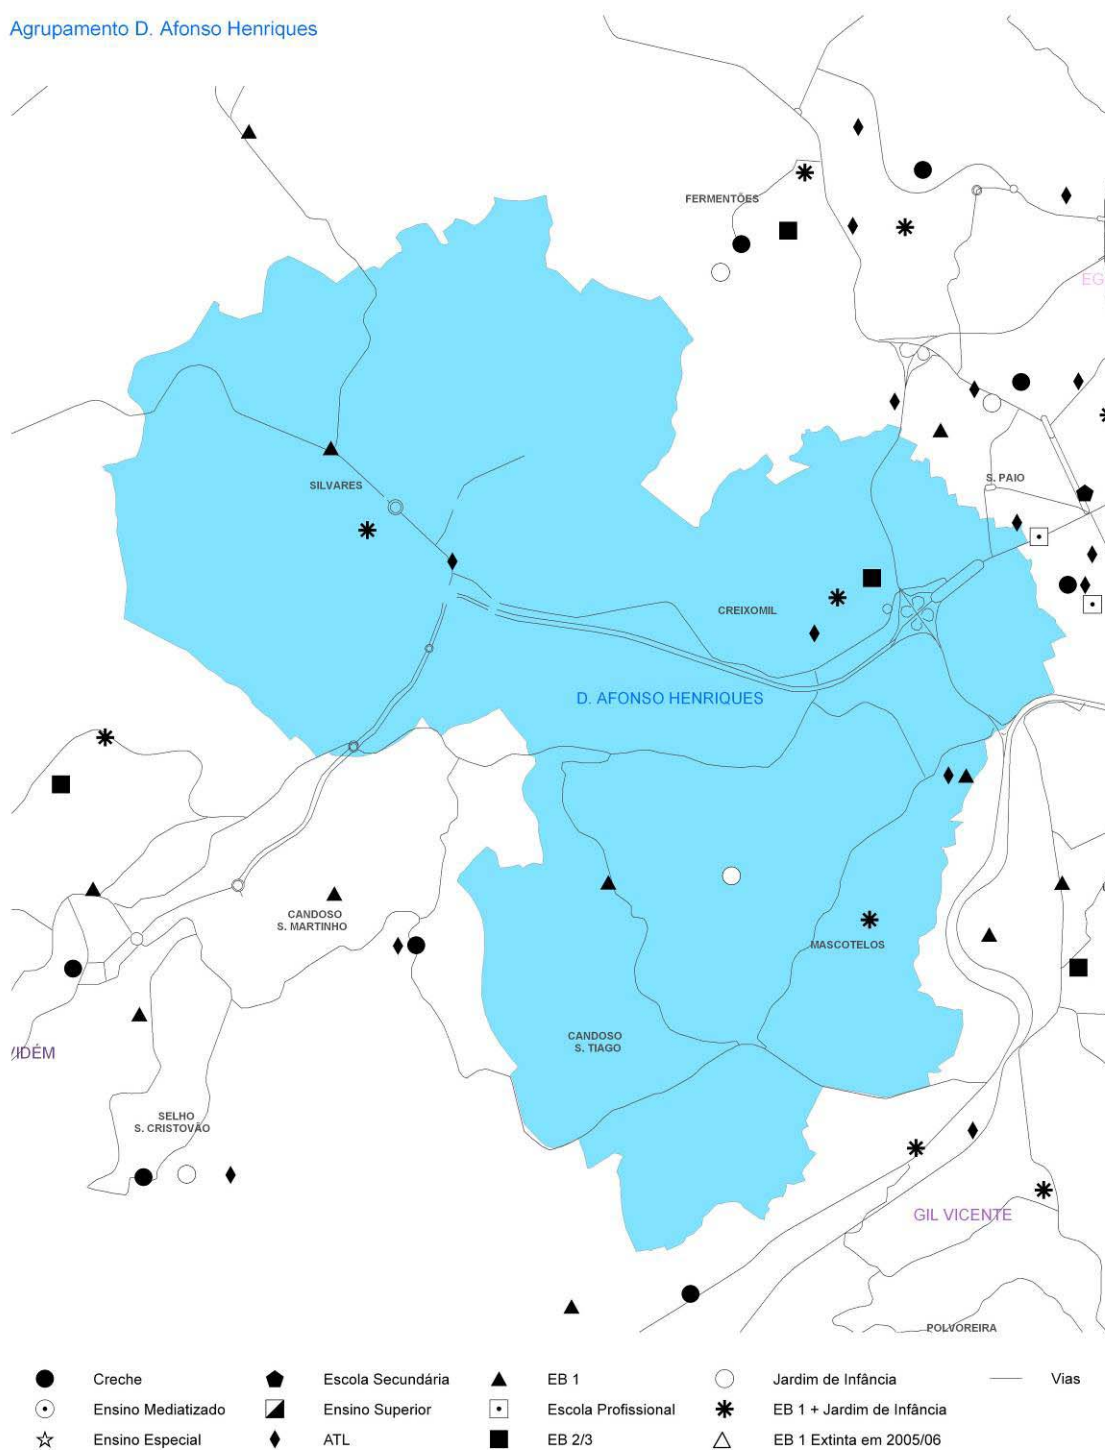 Agrupamento D. Afonso Henriques
FERMENTÕES
EG
SILVARES
S. PAIO
CREIXOMIL
D. AFONSO HENRIQUES
CANDOSO
S. MARTINHO
MASCOTELOS
CANDOSO
S. TIAGO
VIDÉM
SELHO
S. CRISTOVÃO
GIL VICENTE
POLVOREIRA
Creche
Escola Secundária
EB 1
Jardim de Infância
Vias
Ensino Mediatizado
Ensino Superior
Escola Profissional
EB 1 + Jardim de Infância
Ensino Especial
ATL
EB 2/3
EB 1 Extinta em 2005/06